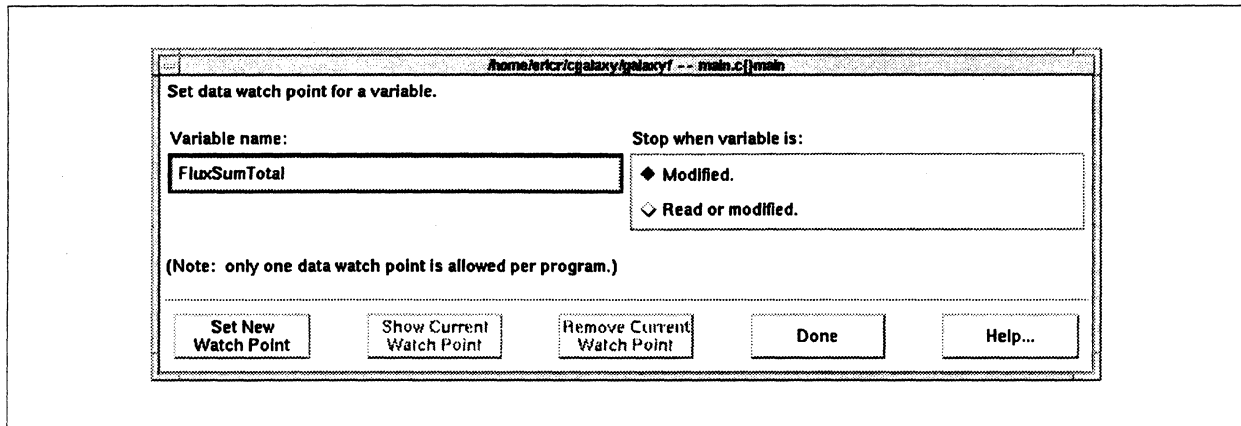 /home/ericr/cgalaxy/galaxyf -- main.c{}main
Set data watch point for a variable.
Variable name:
FluxSumTotal
Stop when variable is:
Modified.
Read or modified.
(Note: only one data watch point is allowed per program.)
Set New
Watch Point
Show Current
Watch Point
Remove Current
Watch Point
Done
Help...